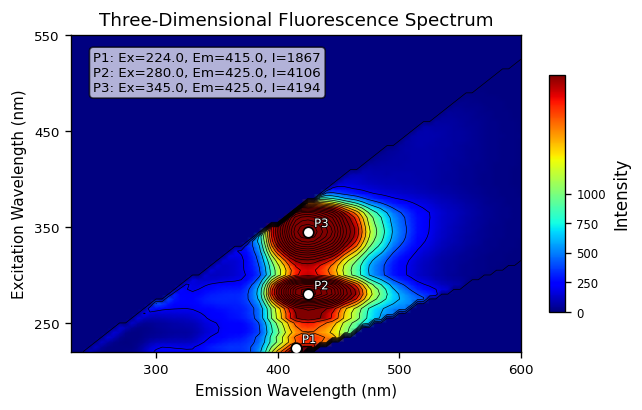 Three-Dimensional Fluorescence Spectrum
P1: Ex=224.0, Em=415.0, I=1867
P2: Ex=280.0, Em=425.0, I=4106
P3: Ex=345.0, Em=425.0, I=4194
550
450
350
250
Excitation Wavelength (nm)
P3
P2
P1
300
400
500
600
Emission Wavelength (nm)
1000
750
500
250
0
Intensity